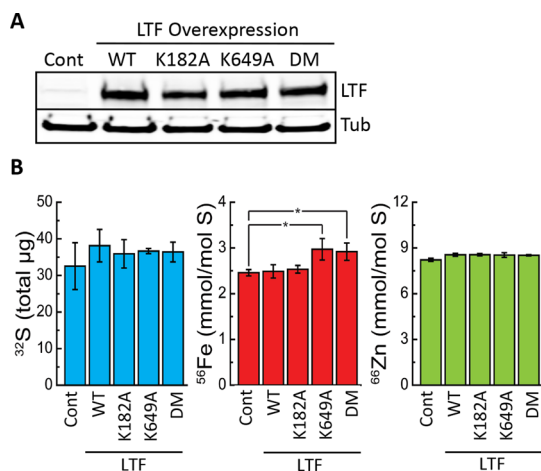 A
LTF Overexpression
Cont WT K182A K649A DM
LTF
Tub
B
³²S (total µg)
50
40
30
20
10
0
Cont
WT
K182A
K649A
DM
LTF
⁵⁶Fe (mmol/mol S)
4
3
2
1
0
*
*
Cont
WT
K182A
K649A
DM
LTF
⁶⁶Zn (mmol/mol S)
12
9
6
3
0
Cont
WT
K182A
K649A
DM
LTF